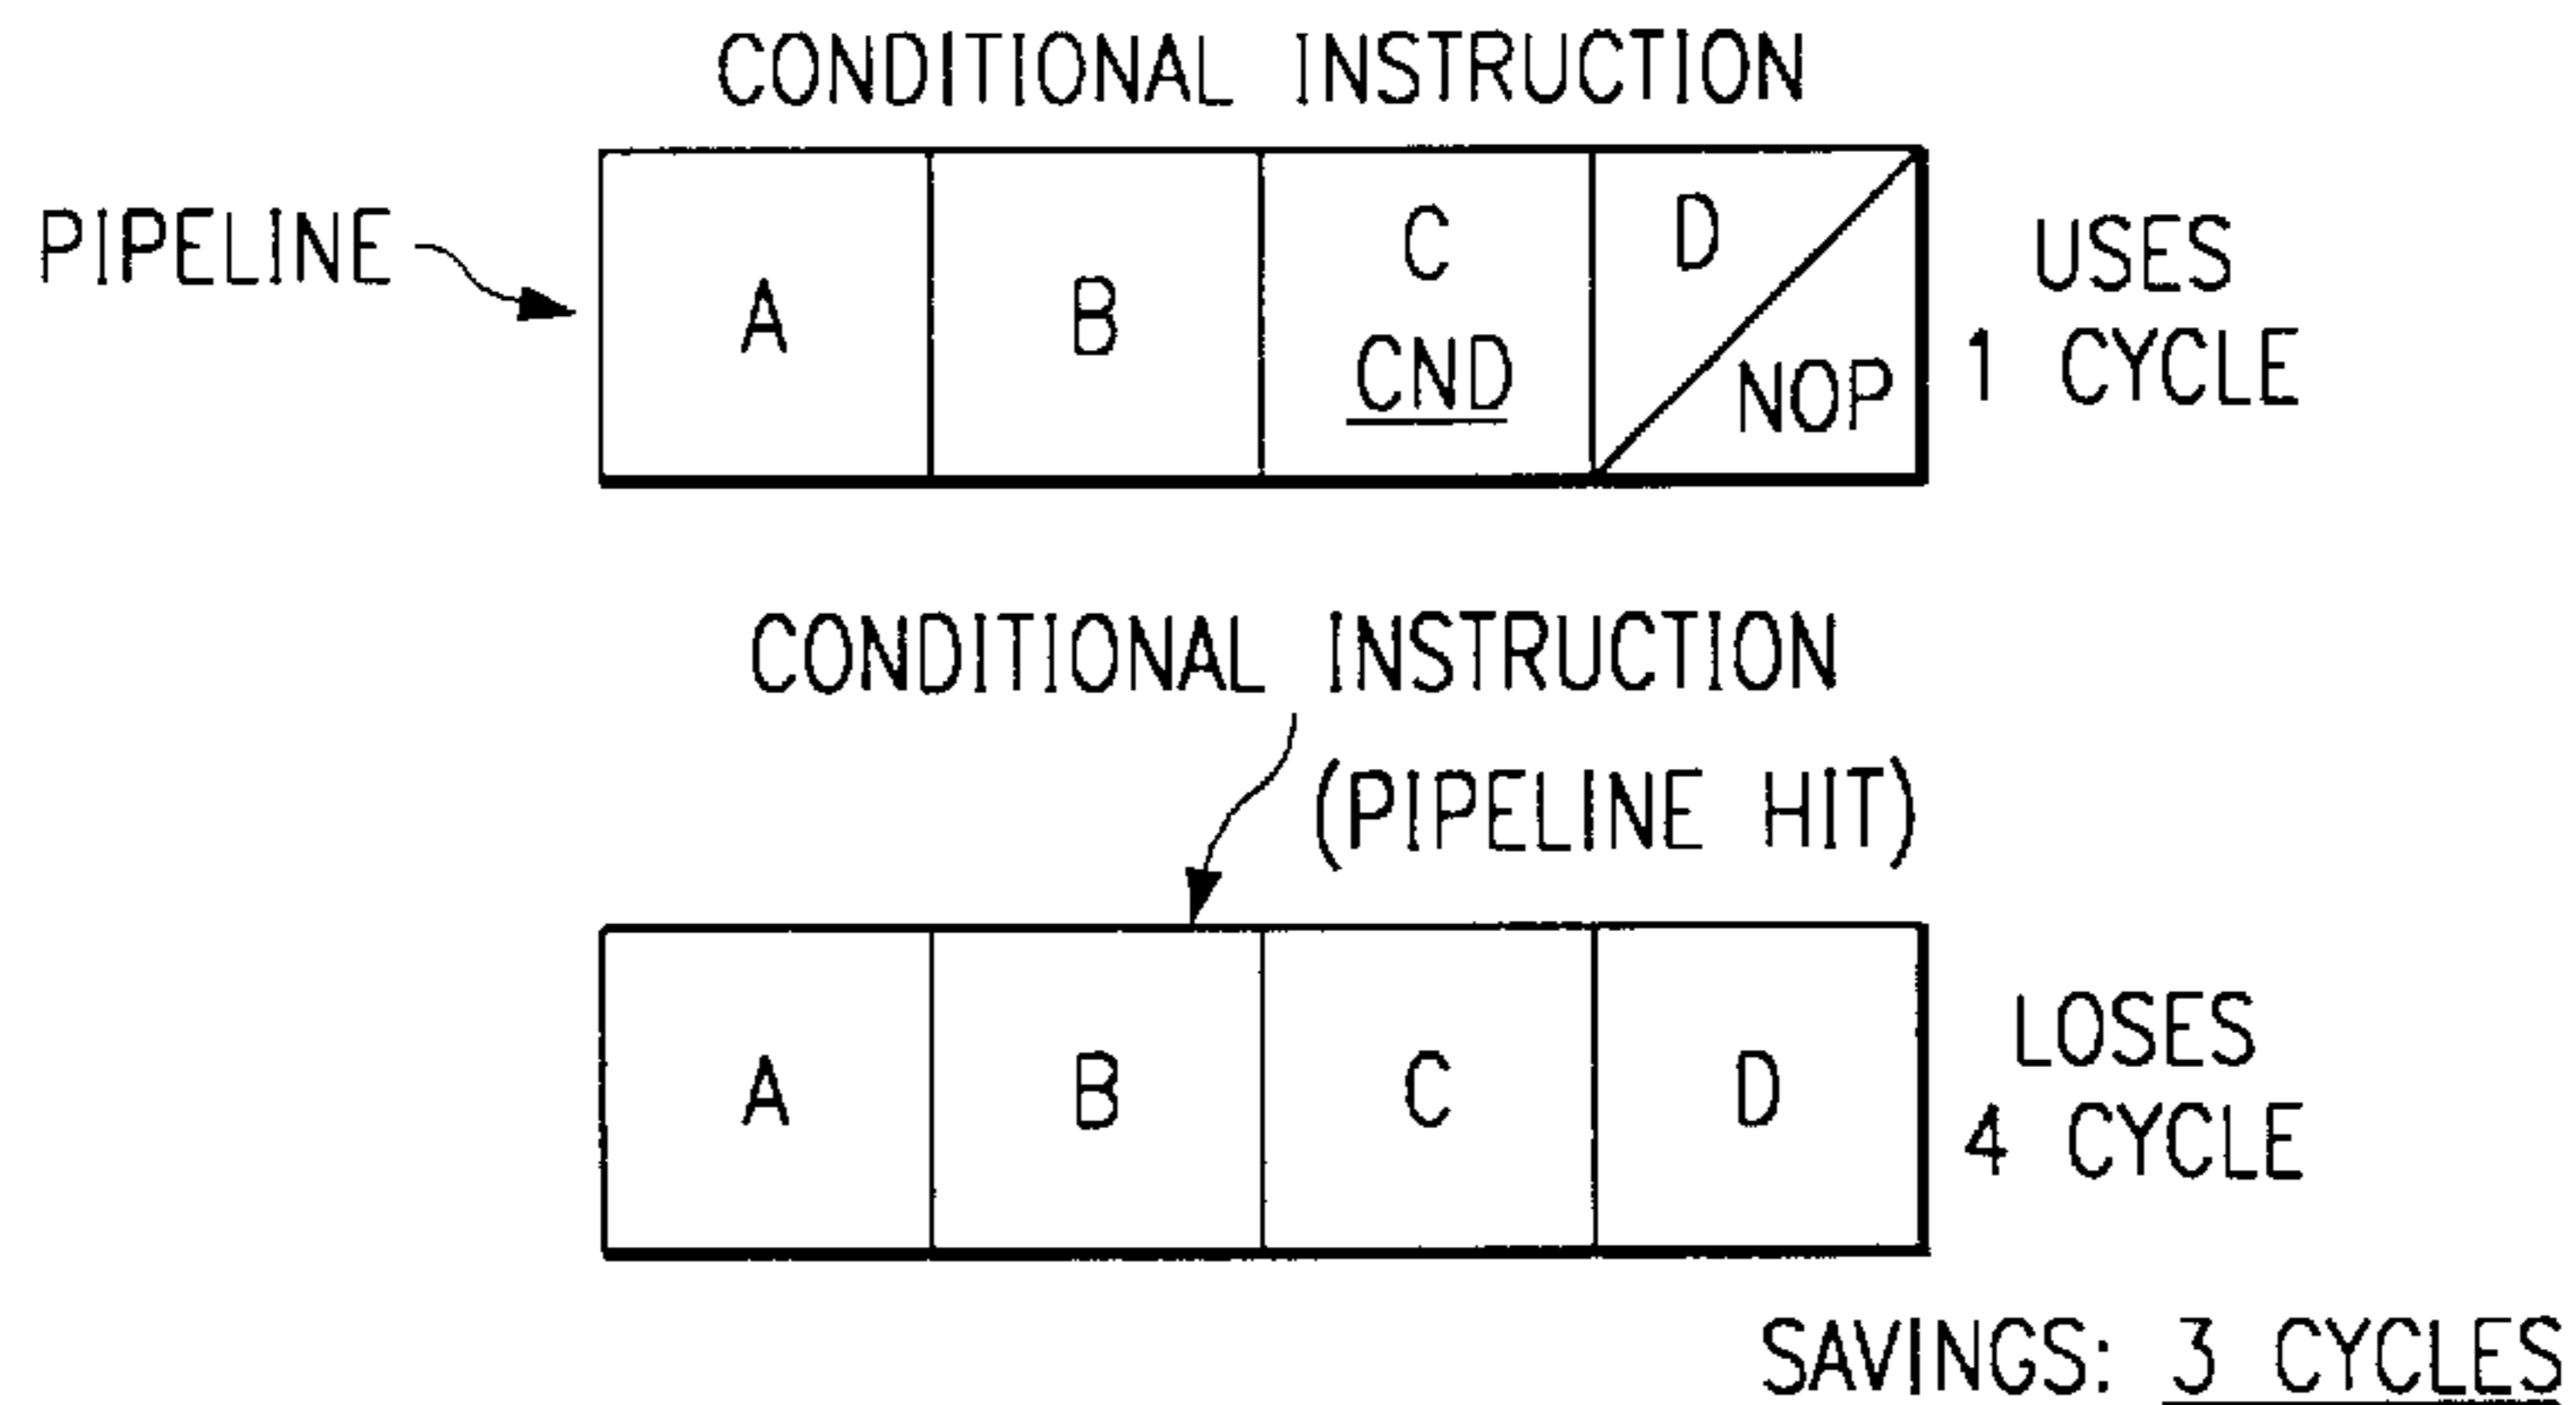 CONDITIONAL INSTRUCTION
PIPELINE
A
B
C
CND
D
NOP
USES
1 CYCLE
CONDITIONAL INSTRUCTION
(PIPELINE HIT)
A
B
C
D
LOSES
4 CYCLE
SAVINGS: 3 CYCLES